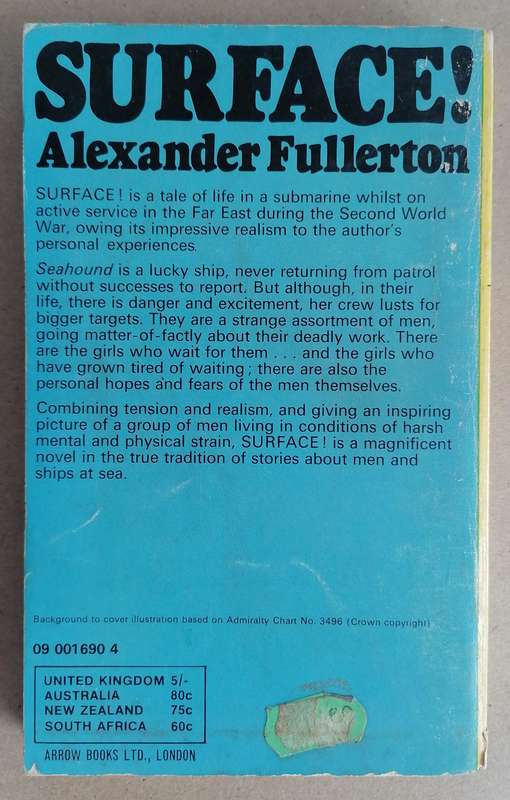 SURFACE!
Alexander Fullerton
SURFACE! is a tale of life in a submarine whilst on
active service in the Far East during the Second World
War, owing its impressive realism to the author's
personal experiences.
Seahound is a lucky ship, never returning from patrol
without successes to report. But although, in their
life, there is danger and excitement, her crew lusts for
bigger targets. They are a strange assortment of men,
going matter-of-factly about their deadly work. There
are the girls who wait for them . . . and the girls who
have grown tired of waiting; there are also the
personal hopes and fears of the men themselves.
Combining tension and realism, and giving an inspiring
picture of a group of men living in conditions of harsh
mental and physical strain, SURFACE! is a magnificent
novel in the true tradition of stories about men and
ships at sea.
Background to cover illustration based on Admiralty Chart No. 3496 (Crown copyright)
09 001690 4
UNITED KINGDOM 5/-
AUSTRALIA 80c
NEW ZEALAND 75c
SOUTH AFRICA 60c
ARROW BOOKS LTD., LONDON